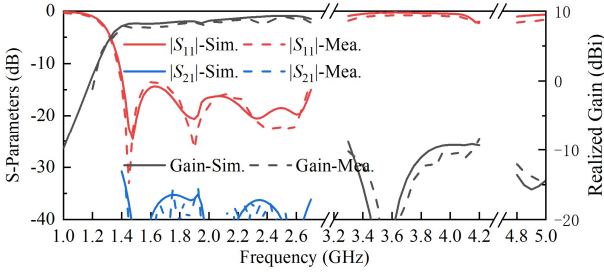 0
10
|S11|-Sim.
|S11|-Mea.
|S21|-Sim.
|S21|-Mea.
-10
0
-20
-30
-10
Gain-Sim.
Gain-Mea.
-40
-20
S-Parameters (dB)
Realized Gain (dBi)
1.0 1.2 1.4 1.6 1.8 2.0 2.2 2.4 2.6 3.2 3.4 3.6 3.8 4.0 4.2 4.8 5.0
Frequency (GHz)